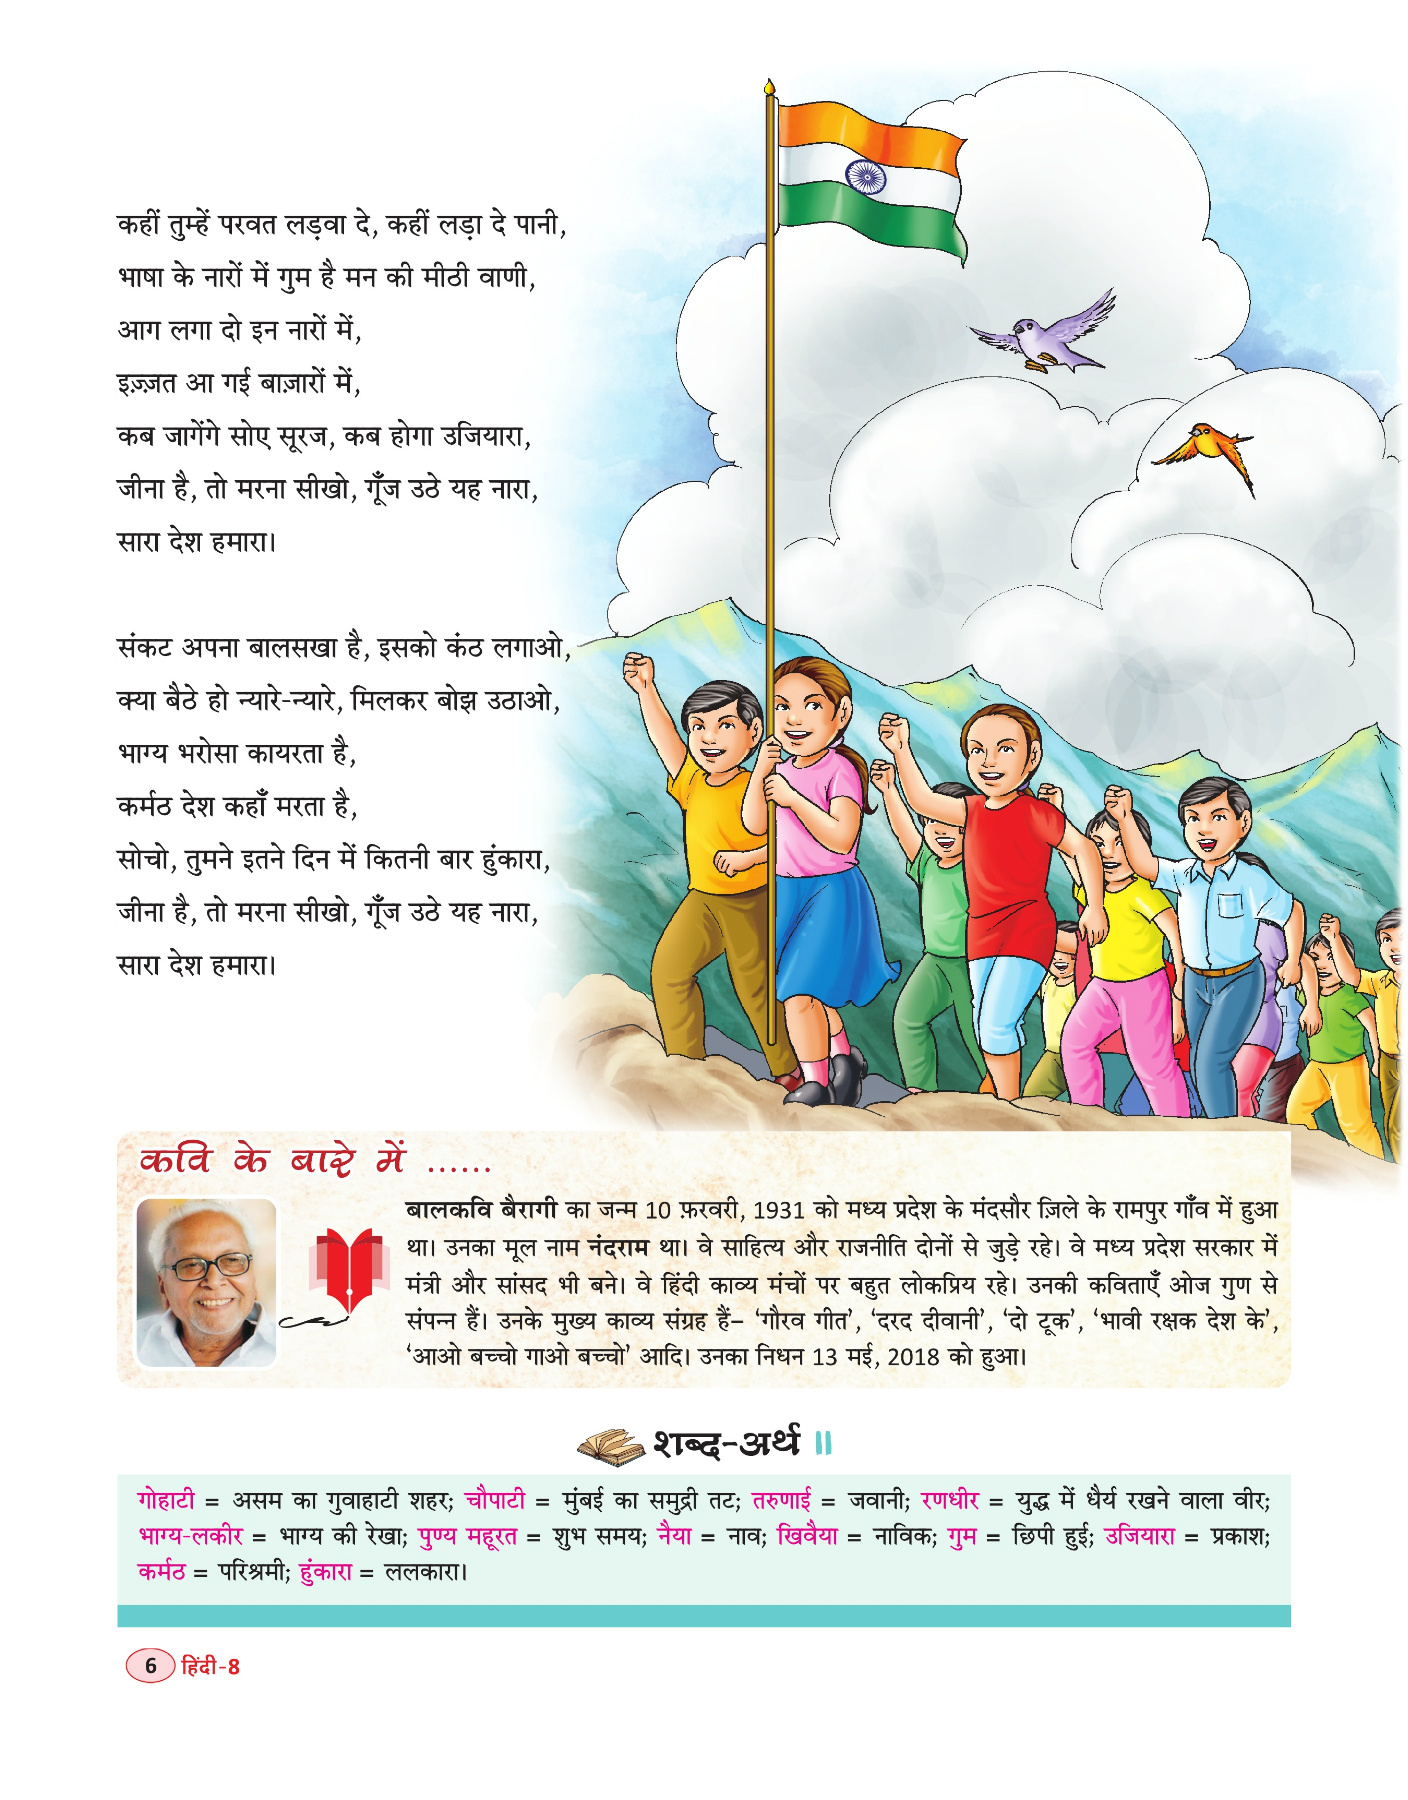 कहीं तुम्हें परवत लड़वा दे, कहीं लड़ा दे पानी,
भाषा के नारों में गुम है मन की मीठी वाणी,
आग लगा दो इन नारों में,
इज़्ज़त आ गई बाज़ारों में,
कब जागेंगे सोए सूरज, कब होगा उजियारा,
जीना है, तो मरना सीखो, गूँज उठे यह नारा,
सारा देश हमारा।
संकट अपना बालसखा है, इसको कंठ लगाओ,
क्या बैठे हो न्यारे-न्यारे, मिलकर बोझ उठाओ,
भाग्य भरोसा कायरता है,
कर्मठ देश कहाँ मरता है,
सोचो, तुमने इतने दिन में कितनी बार हुंकारा,
जीना है, तो मरना सीखो, गूँज उठे यह नारा,
सारा देश हमारा।
कवि के बारे में ......
बालकवि बैरागी का जन्म 10 फ़रवरी, 1931 को मध्य प्रदेश के मंदसौर ज़िले के रामपुर गाँव में हुआ
था। उनका मूल नाम नंदराम था। वे साहित्य और राजनीति दोनों से जुड़े रहे। वे मध्य प्रदेश सरकार में
मंत्री और सांसद भी बने। वे हिंदी काव्य मंचों पर बहुत लोकप्रिय रहे। उनकी कविताएँ ओज गुण से
संपन्न हैं। उनके मुख्य काव्य संग्रह हैं– ‘गौरव गीत’, ‘दरद दीवानी’, ‘दो टूक’, ‘भावी रक्षक देश के’,
‘आओ बच्चो गाओ बच्चो’ आदि। उनका निधन 13 मई, 2018 को हुआ।
शब्द-अर्थ
गोहाटी = असम का गुवाहाटी शहर; चौपाटी = मुंबई का समुद्री तट; तरुणाई = जवानी; रणधीर = युद्ध में धैर्य रखने वाला वीर;
भाग्य-लकीर = भाग्य की रेखा; पुण्य महूरत = शुभ समय; नैया = नाव; खिवैया = नाविक; गुम = छिपी हुई; उजियारा = प्रकाश;
कर्मठ = परिश्रमी; हुंकारा = ललकारा।
6 हिंदी-8